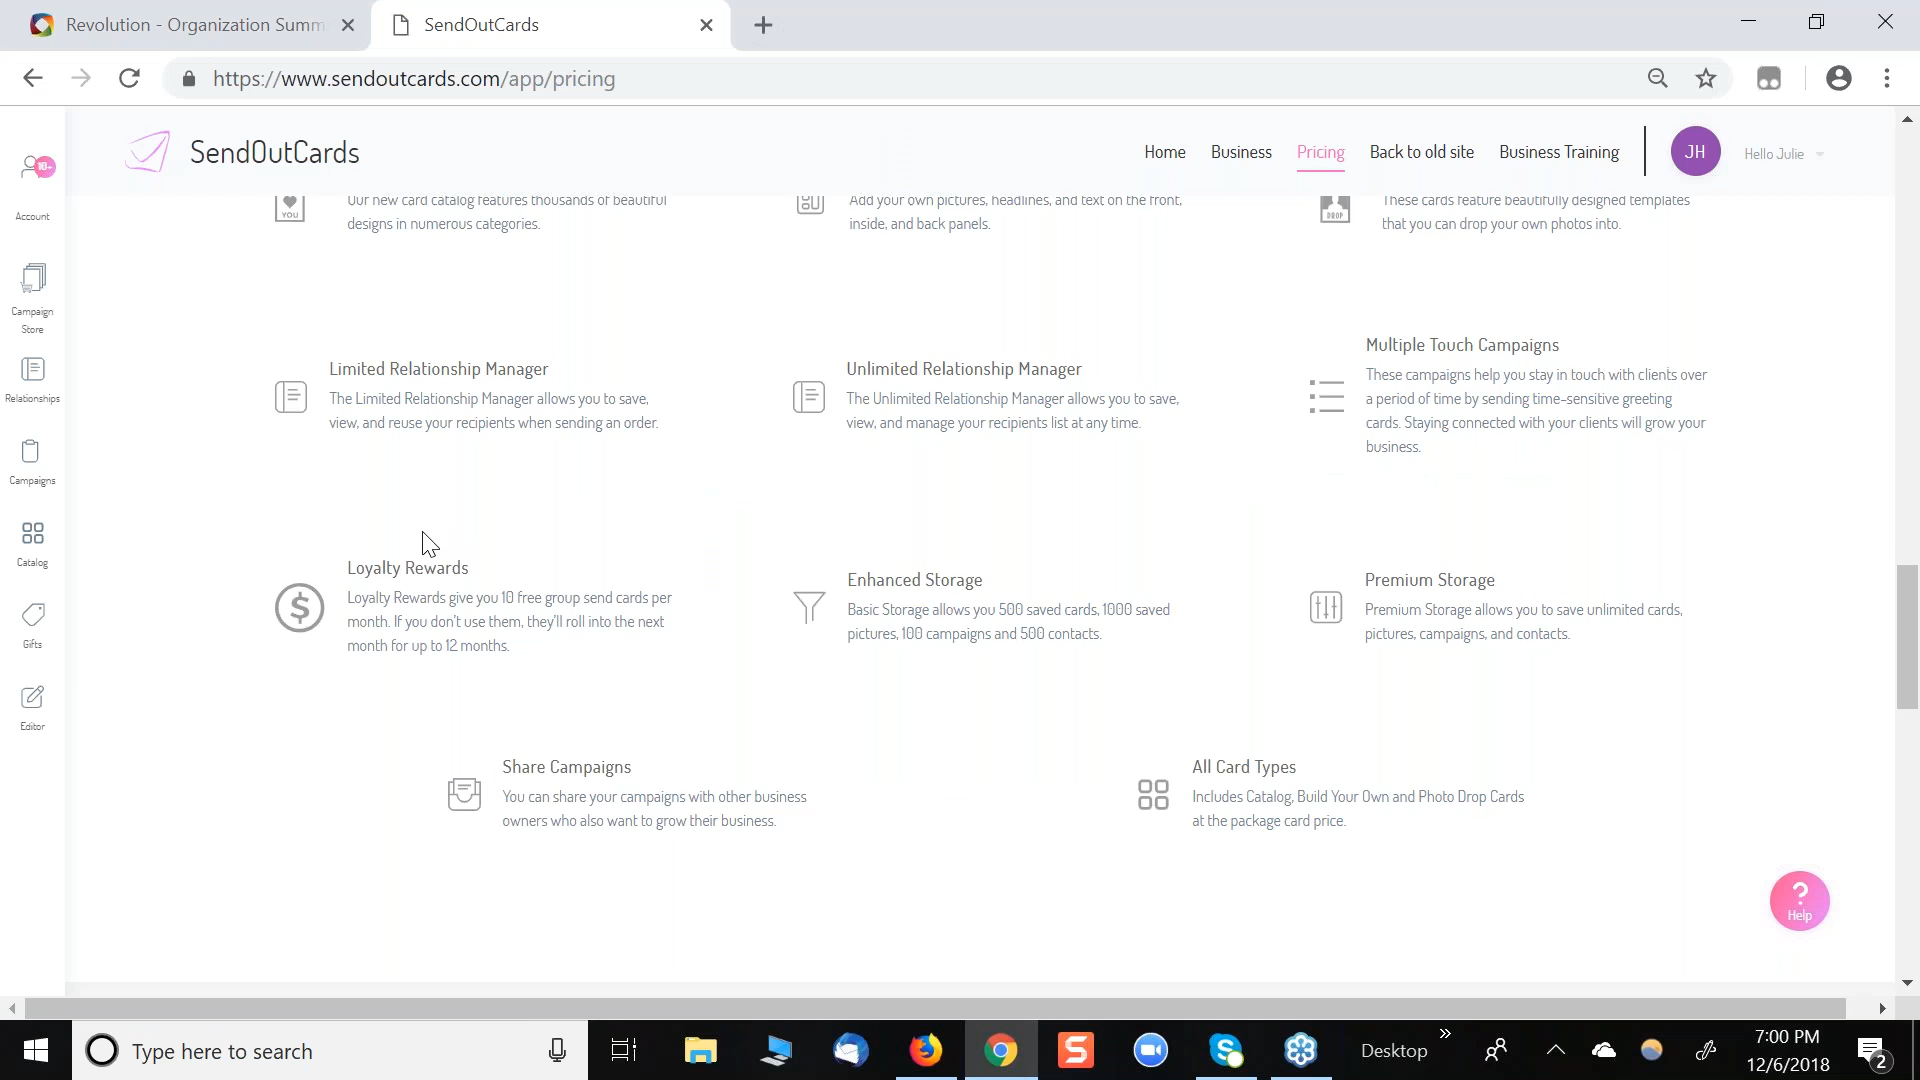 Revolution - Organization Summ
SendOutCards
https://www.sendoutcards.com/app/pricing
SendOutCards
Home
Business
Pricing
Back to old site
Business Training
JH
Hello Julie
18+
Account
Campaign
Store
Relationships
Campaigns
Catalog
Gifts
Editor
YOU
Our new card catalog features thousands of beautiful
designs in numerous categories.
Add your own pictures, headlines, and text on the front,
inside, and back panels.
DROP
These cards feature beautifully designed templates
that you can drop your own photos into.
Limited Relationship Manager
The Limited Relationship Manager allows you to save,
view, and reuse your recipients when sending an order.
Unlimited Relationship Manager
The Unlimited Relationship Manager allows you to save,
view, and manage your recipients list at any time.
Multiple Touch Campaigns
These campaigns help you stay in touch with clients over
a period of time by sending time-sensitive greeting
cards. Staying connected with your clients will grow your
business.
Loyalty Rewards
Loyalty Rewards give you 10 free group send cards per
month. If you don't use them, they'll roll into the next
month for up to 12 months.
Enhanced Storage
Basic Storage allows you 500 saved cards, 1000 saved
pictures, 100 campaigns and 500 contacts.
Premium Storage
Premium Storage allows you to save unlimited cards,
pictures, campaigns, and contacts.
Share Campaigns
You can share your campaigns with other business
owners who also want to grow their business.
All Card Types
Includes Catalog, Build Your Own and Photo Drop Cards
at the package card price.
?
Help
Type here to search
Desktop
7:00 PM
12/6/2018
2